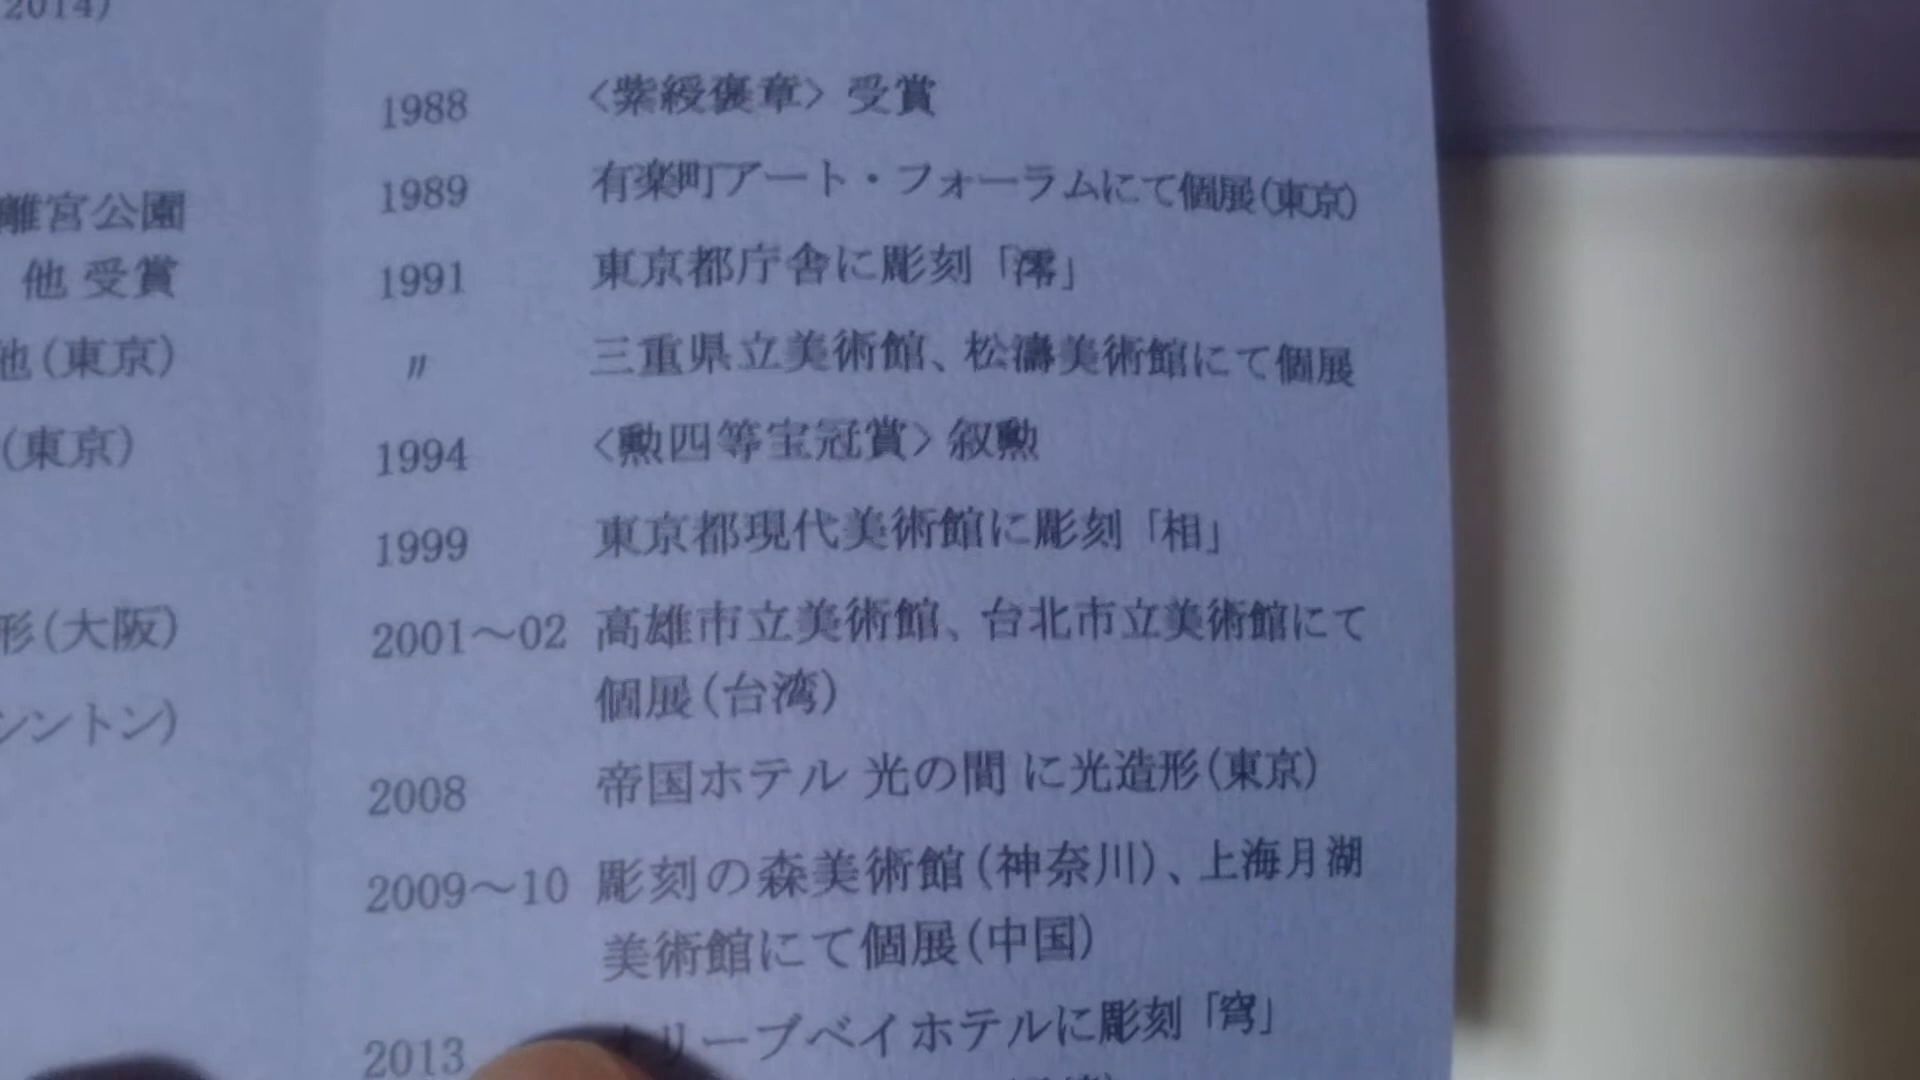 2014)
離宮公園
他 受賞
他(東京)
(東京)
形(大阪)
シントン)
1988 〈紫綬褒章〉受賞
1989 有楽町アート・フォーラムにて個展(東京)
1991 東京都庁舎に彫刻「澪」
〃 三重県立美術館、松濤美術館にて個展
1994 〈勲四等宝冠賞〉叙勲
1999 東京都現代美術館に彫刻「相」
2001～02 高雄市立美術館、台北市立美術館にて
個展(台湾)
2008 帝国ホテル 光の間 に光造形(東京)
2009～10 彫刻の森美術館(神奈川)、上海月湖
美術館にて個展(中国)
2013 リーブベイホテルに彫刻「穹」